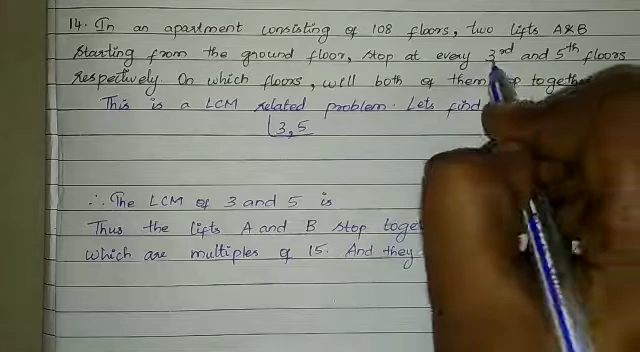 14. In an apartment consisting of 108 floors, two lifts A&B
starting from the ground floor, stop at every 3rd and 5th floors
respectively. On which floors, will both of them
This is a LCM related problem. Lets find
3, 5
∴ The LCM of 3 and 5 is
Thus the lifts A and B stop
which are multiples of 15. And they